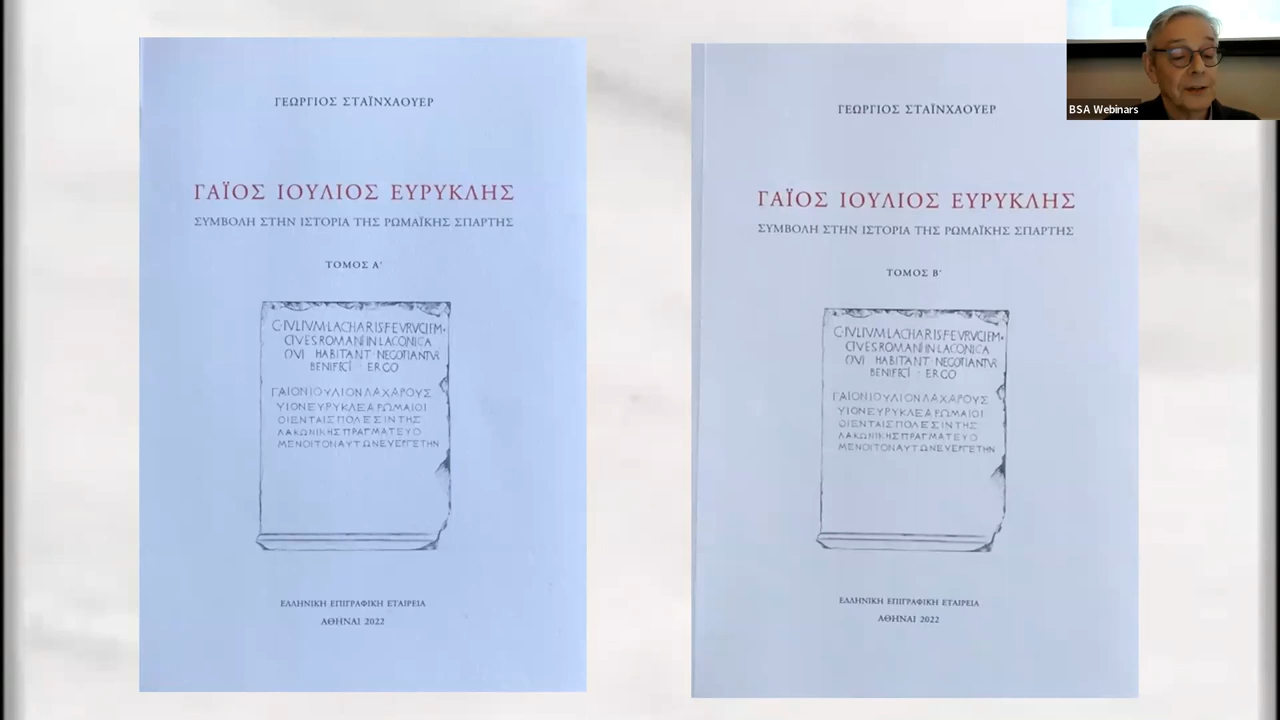 ΓΕΩΡΓΙΟΣ ΣΤΑΪΝΧΑΟΥΕΡ
ΓΑΪΟΣ ΙΟΥΛΙΟΣ ΕΥΡΥΚΛΗΣ
ΣΥΜΒΟΛΗ ΣΤΗΝ ΙΣΤΟΡΙΑ ΤΗΣ ΡΩΜΑΪΚΗΣ ΣΠΑΡΤΗΣ
ΤΟΜΟΣ Α'
C·IVLIVM LACHARIS F EVRVCLEM·
CIVES ROMANI IN LACONICA
QVI HABITANT NEGOTIANTVR
BENIFICI ERGO
ΓΑΙΟΝ ΙΟΥΛΙΟΝ ΛΑΧΑΡΟΥΣ
ΥΙΟΝ ΕΥΡΥΚΛΕΑ ΡΩΜΑΙΟΙ
ΟΙ ΕΝ ΤΑΙΣ ΠΟΛΕΣΙΝ ΤΗΣ
ΛΑΚΩΝΙΚΗΣ ΠΡΑΓΜΑΤΕΥΟ
ΜΕΝΟΙ ΤΟΝ ΑΥΤΩΝ ΕΥΕΡΓΕΤΗΝ
ΕΛΛΗΝΙΚΗ ΕΠΙΓΡΑΦΙΚΗ ΕΤΑΙΡΕΙΑ
ΑΘΗΝΑΙ 2022
ΓΕΩΡΓΙΟΣ ΣΤΑΪΝΧΑΟΥΕΡ
ΓΑΪΟΣ ΙΟΥΛΙΟΣ ΕΥΡΥΚΛΗΣ
ΣΥΜΒΟΛΗ ΣΤΗΝ ΙΣΤΟΡΙΑ ΤΗΣ ΡΩΜΑΪΚΗΣ ΣΠΑΡΤΗΣ
ΤΟΜΟΣ Β'
C·IVLIVM LACHARIS F EVRVCLEM·
CIVES ROMANI IN LACONICA
QVI HABITANT NEGOTIANTVR
BENIFICI ERGO
ΓΑΙΟΝ ΙΟΥΛΙΟΝ ΛΑΧΑΡΟΥΣ
ΥΙΟΝ ΕΥΡΥΚΛΕΑ ΡΩΜΑΙΟΙ
ΟΙ ΕΝ ΤΑΙΣ ΠΟΛΕΣΙΝ ΤΗΣ
ΛΑΚΩΝΙΚΗΣ ΠΡΑΓΜΑΤΕΥΟ
ΜΕΝΟΙ ΤΟΝ ΑΥΤΩΝ ΕΥΕΡΓΕΤΗΝ
ΕΛΛΗΝΙΚΗ ΕΠΙΓΡΑΦΙΚΗ ΕΤΑΙΡΕΙΑ
ΑΘΗΝΑΙ 2022
BSA Webinars